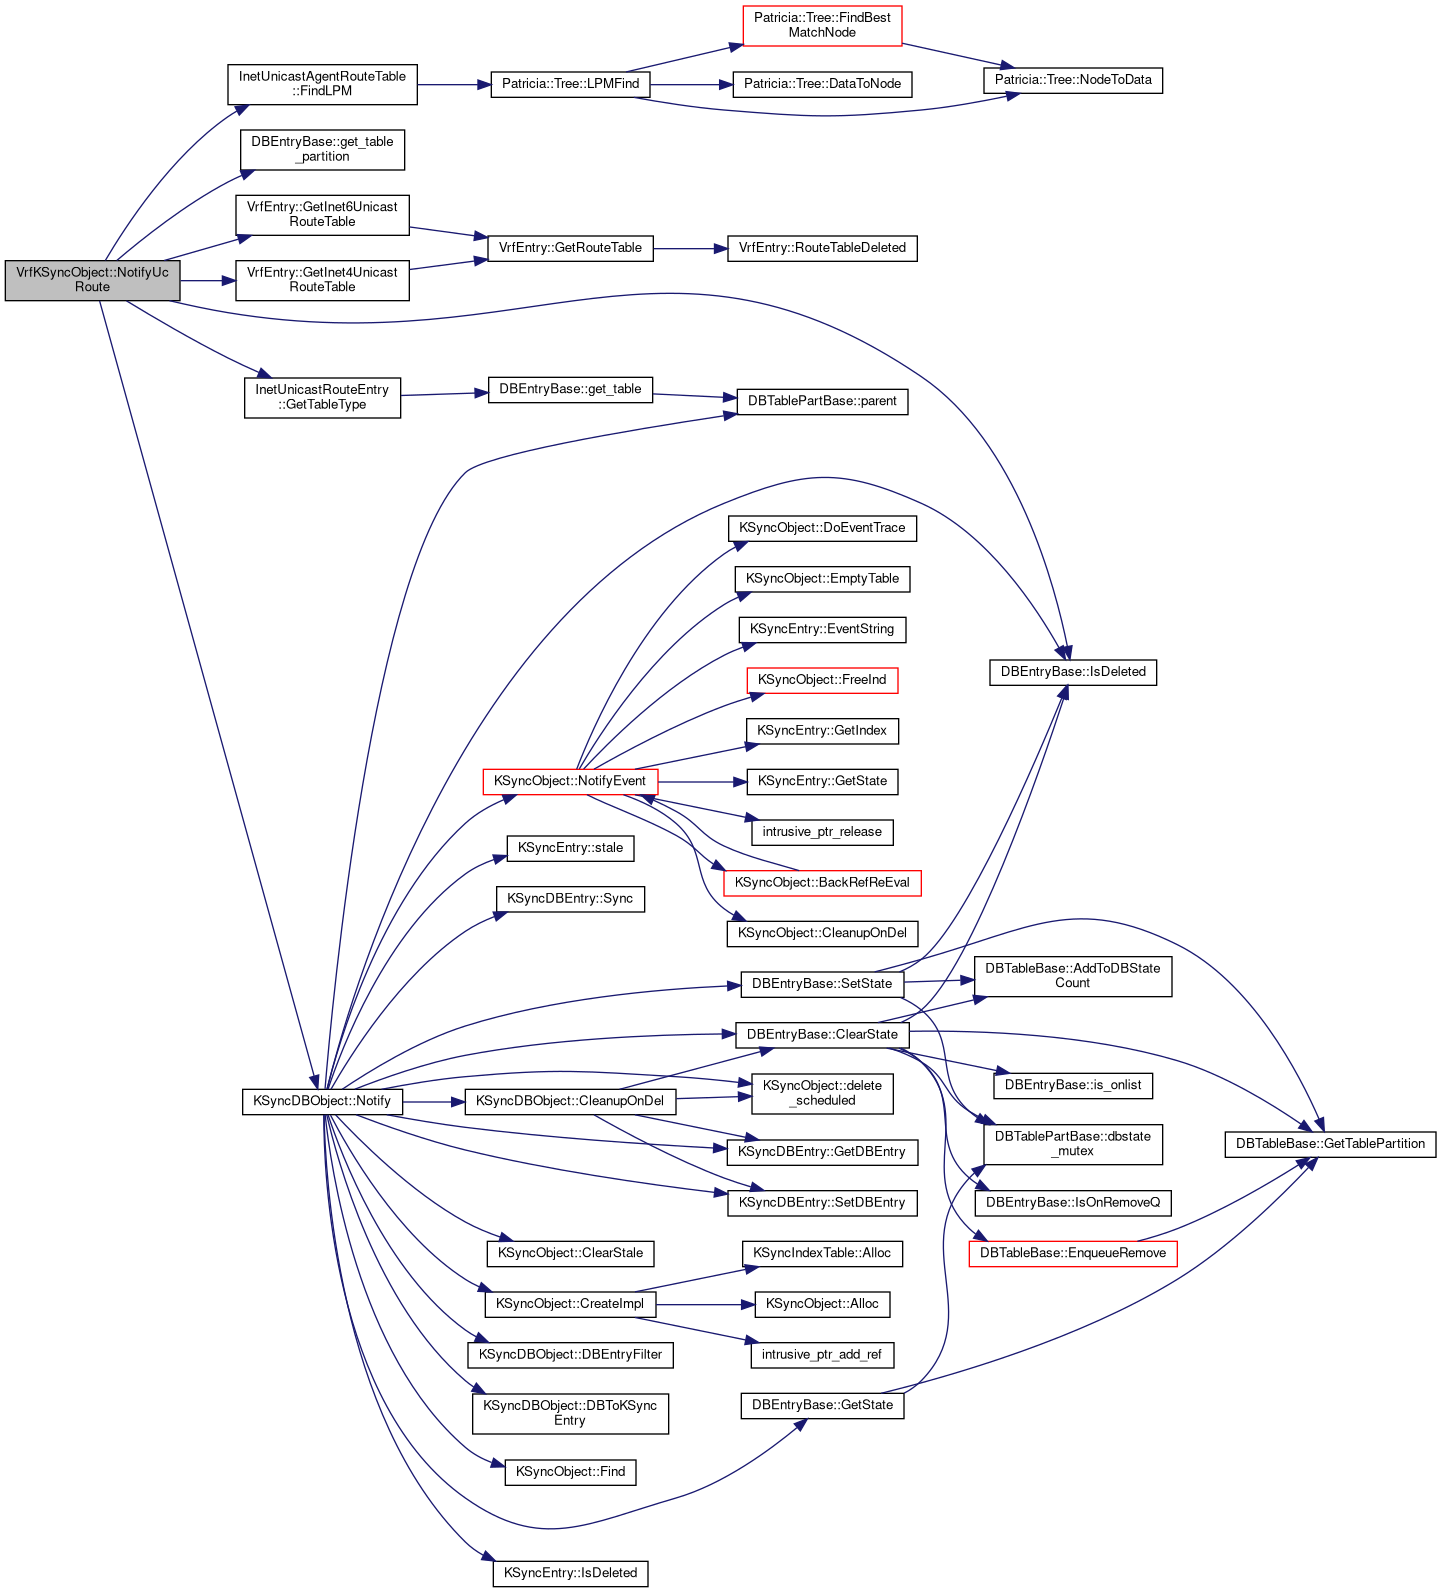 Patricia::Tree::FindBest
MatchNode
InetUnicastAgentRouteTable
::FindLPM
Patricia::Tree::LPMFind
Patricia::Tree::DataToNode
Patricia::Tree::NodeToData
DBEntryBase::get_table
_partition
VrfEntry::GetInet6Unicast
RouteTable
VrfEntry::GetRouteTable
VrfEntry::RouteTableDeleted
VrfKSyncObject::NotifyUc
Route
VrfEntry::GetInet4Unicast
RouteTable
InetUnicastRouteEntry
::GetTableType
DBEntryBase::get_table
DBTablePartBase::parent
KSyncObject::DoEventTrace
KSyncObject::EmptyTable
KSyncEntry::EventString
DBEntryBase::IsDeleted
KSyncObject::FreeInd
KSyncEntry::GetIndex
KSyncObject::NotifyEvent
KSyncEntry::GetState
intrusive_ptr_release
KSyncEntry::stale
KSyncObject::BackRefReEval
KSyncDBEntry::Sync
KSyncObject::CleanupOnDel
DBEntryBase::SetState
DBTableBase::AddToDBState
Count
DBEntryBase::ClearState
DBEntryBase::is_onlist
KSyncDBObject::Notify
KSyncDBObject::CleanupOnDel
KSyncObject::delete
_scheduled
DBTablePartBase::dbstate
_mutex
DBTableBase::GetTablePartition
KSyncDBEntry::GetDBEntry
KSyncDBEntry::SetDBEntry
DBEntryBase::IsOnRemoveQ
KSyncObject::ClearStale
KSyncIndexTable::Alloc
DBTableBase::EnqueueRemove
KSyncObject::CreateImpl
KSyncObject::Alloc
KSyncDBObject::DBEntryFilter
intrusive_ptr_add_ref
KSyncDBObject::DBToKSync
Entry
DBEntryBase::GetState
KSyncObject::Find
KSyncEntry::IsDeleted